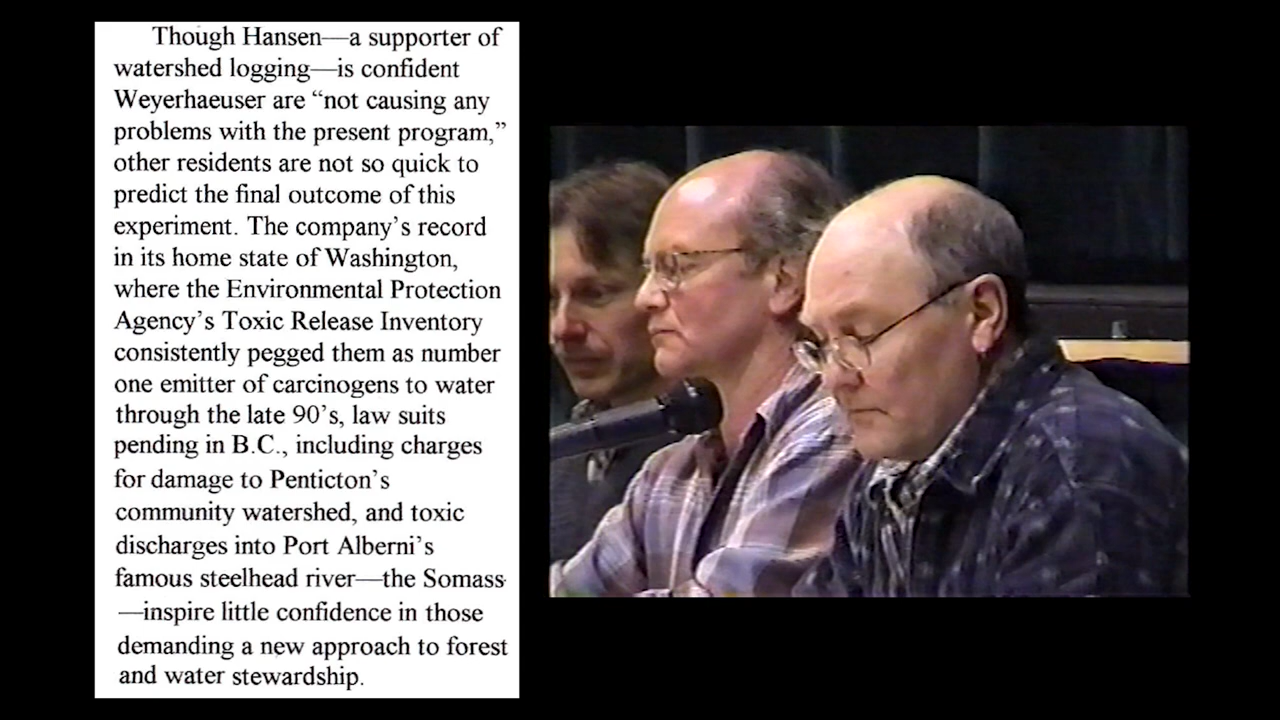 Though Hansen—a supporter of
watershed logging—is confident
Weyerhaeuser are “not causing any
problems with the present program,”
other residents are not so quick to
predict the final outcome of this
experiment. The company’s record
in its home state of Washington,
where the Environmental Protection
Agency’s Toxic Release Inventory
consistently pegged them as number
one emitter of carcinogens to water
through the late 90’s, law suits
pending in B.C., including charges
for damage to Penticton’s
community watershed, and toxic
discharges into Port Alberni’s
famous steelhead river—the Somass
—inspire little confidence in those
demanding a new approach to forest
and water stewardship.